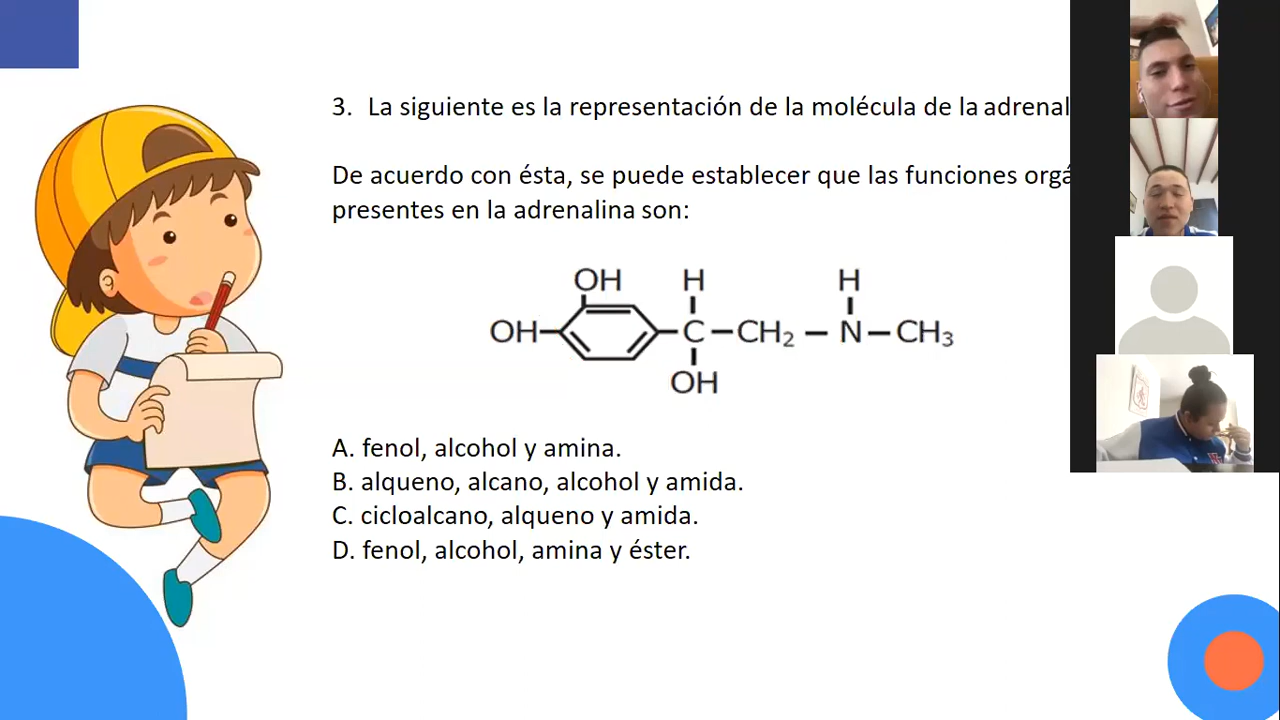 3. La siguiente es la representación de la molécula de la
De acuerdo con ésta, se puede establecer que las funciones
presentes en la adrenalina son:
OH H H
OH C CH₂ N CH₃
OH
A. fenol, alcohol y amina.
B. alqueno, alcano, alcohol y amida.
C. cicloalcano, alqueno y amida.
D. fenol, alcohol, amina y éster.